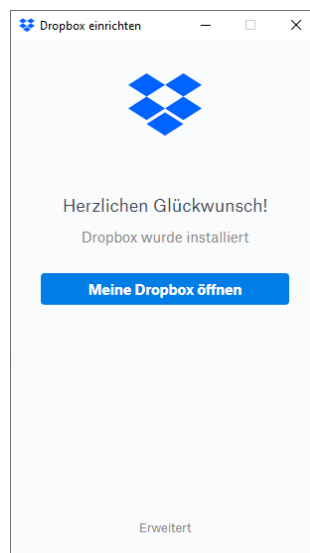 Dropbox einrichten
Herzlichen Glückwunsch!
Dropbox wurde installiert
Meine Dropbox öffnen
Erweitert